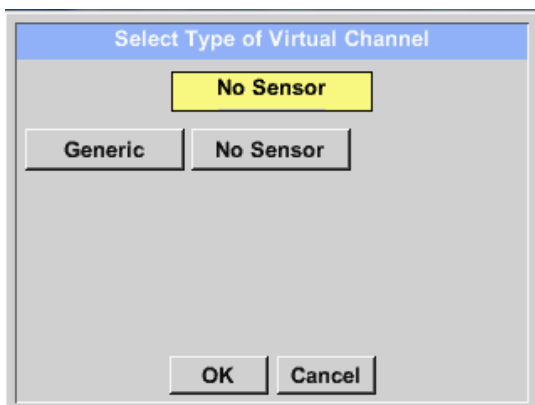 Select Type of Virtual Channel
No Sensor
Generic No Sensor
OK Cancel